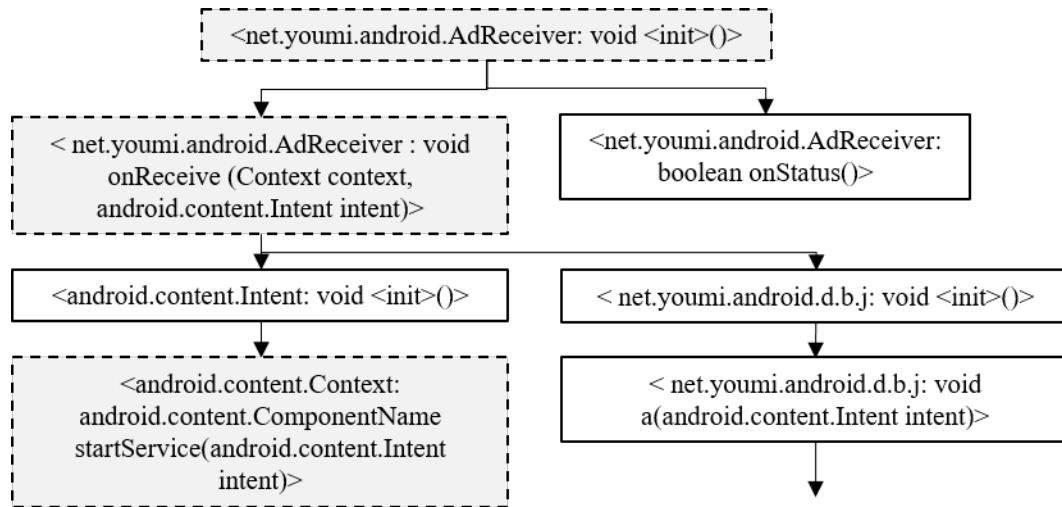 <net.youmi.android.AdReceiver: void <init>()>
< net.youmi.android.AdReceiver : void
onReceive (Context context,
android.content.Intent intent)>
<net.youmi.android.AdReceiver:
boolean onStatus()>
<android.content.Intent: void <init>()>
< net.youmi.android.d.b.j: void <init>()>
<android.content.Context:
android.content.ComponentName
startService(android.content.Intent
intent)>
< net.youmi.android.d.b.j: void
a(android.content.Intent intent)>